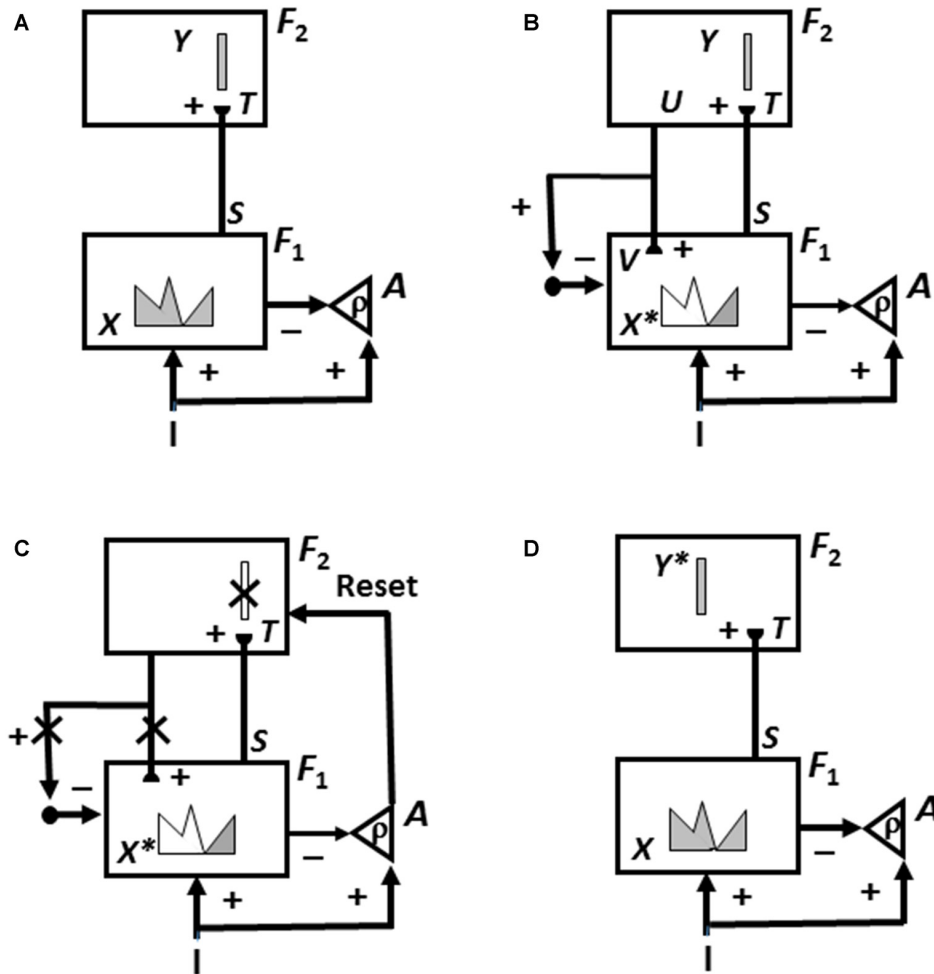 A
F2
Y
+ T
S
F1
X
A
ρ
−
+ +
I
B
F2
Y
U + T
+
S
F1
V +
−
X*
A
ρ
−
+ +
I
C
F2
Reset
+ T
+
S
F1
+
−
X*
A
ρ
−
+ +
I
D
F2
Y*
+ T
S
F1
X
A
ρ
−
+ +
I